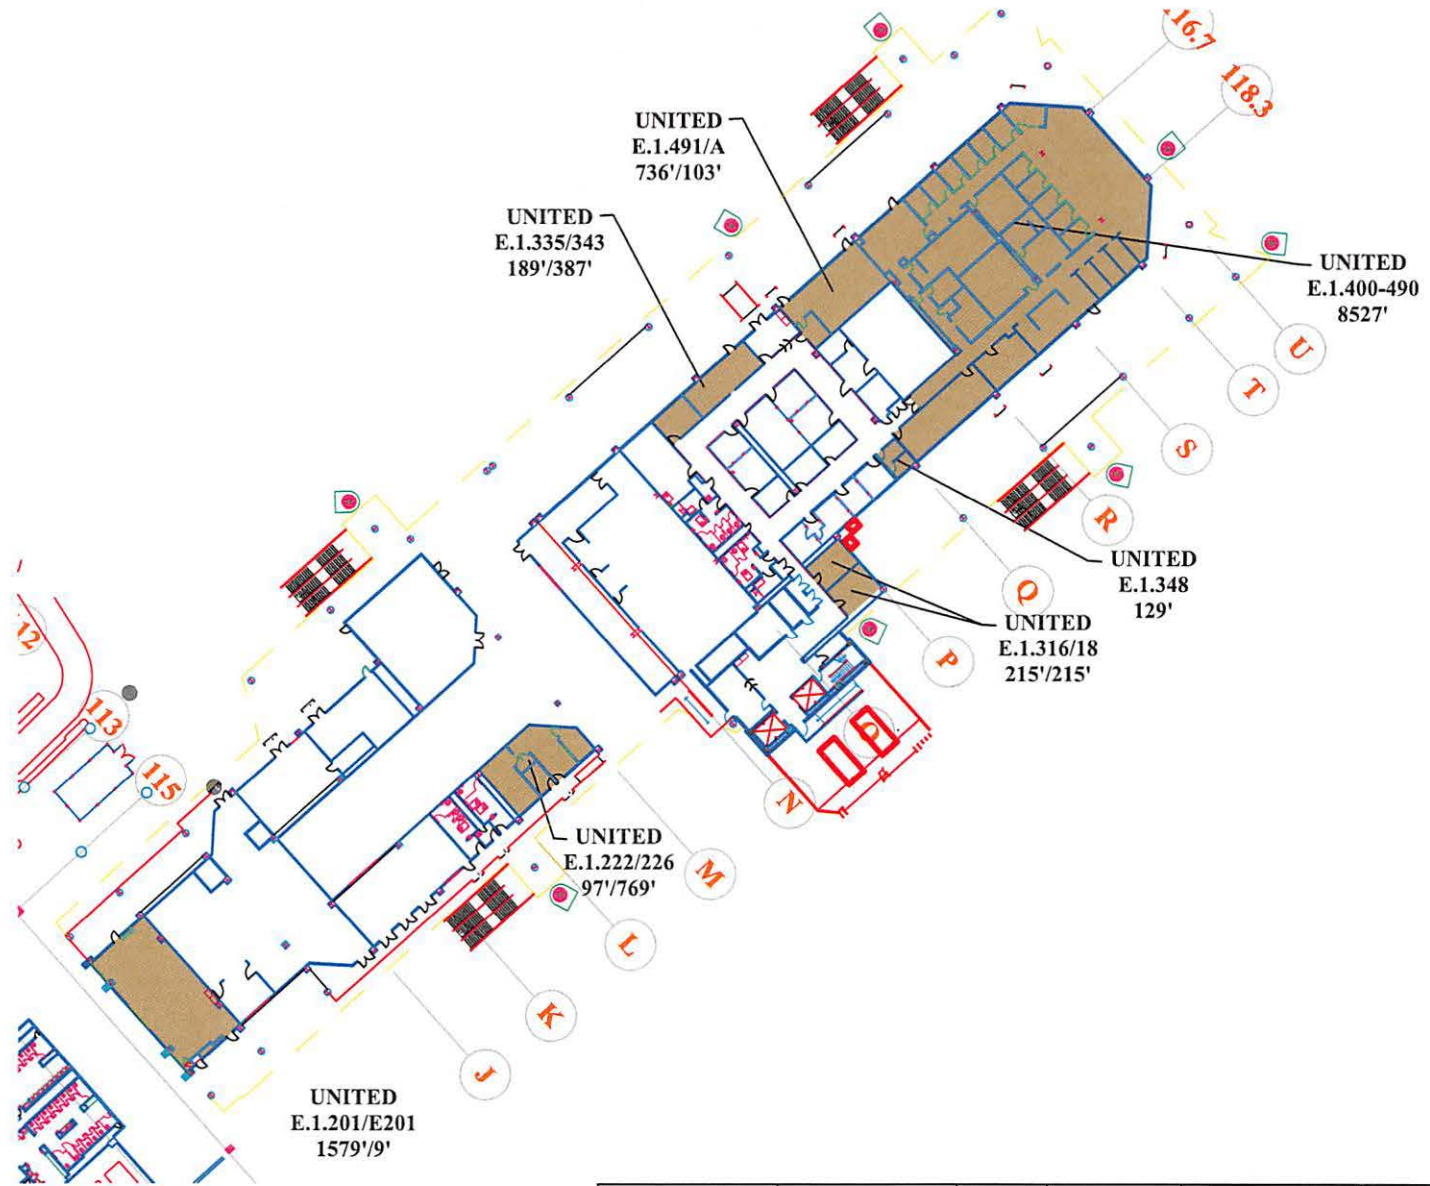 116.7
118.3
UNITED
E.1.491/A
736'/103'
UNITED
E.1.335/343
189'/387'
UNITED
E.1.400-490
8527'
U
T
S
R
Q
UNITED
E.1.348
129'
UNITED
E.1.316/18
215'/215'
P
O
N
M
L
K
J
113
115
UNITED
E.1.222/226
97'/769'
UNITED
E.1.201/E201
1579'/9'